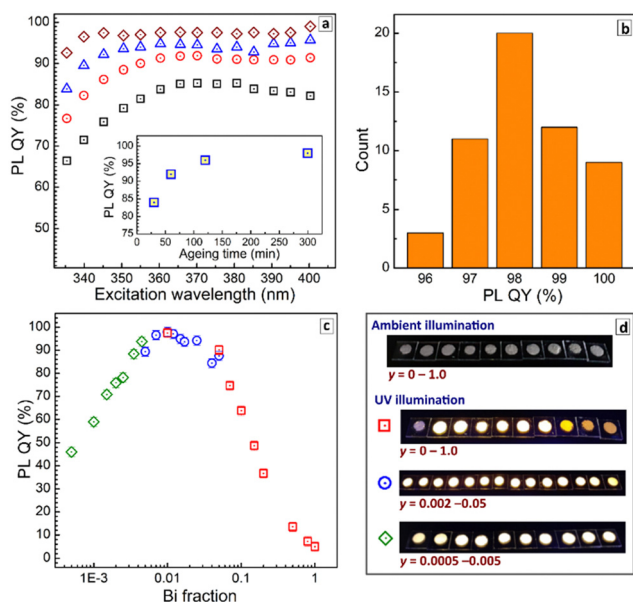 a
PL QY (%)
100
90
80
70
60
50
340 350 360 370 380 390 400
Excitation wavelength (nm)
PL QY (%)
100
95
90
85
80
75
0 50 100 150 200 250 300
Ageing time (min)
b
Count
20
15
10
5
0
96 97 98 99 100
PL QY (%)
c
PL QY (%)
100
90
80
70
60
50
40
30
20
10
0
1E-3 0.01 0.1 1
Bi fraction
d
Ambient illumination
y = 0 – 1.0
UV illumination
y = 0 – 1.0
y = 0.002 –0.05
y = 0.0005 –0.005